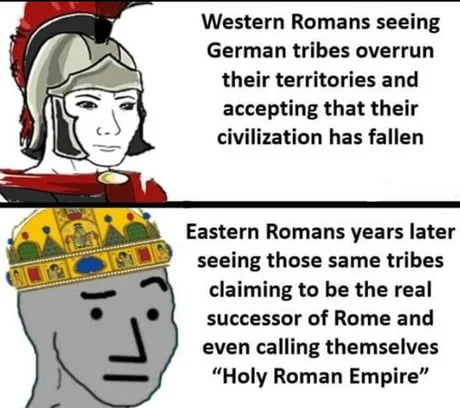 Western Romans seeing
German tribes overrun
their territories and
accepting that their
civilization has fallen
Eastern Romans years later
seeing those same tribes
claiming to be the real
successor of Rome and
even calling themselves
“Holy Roman Empire”